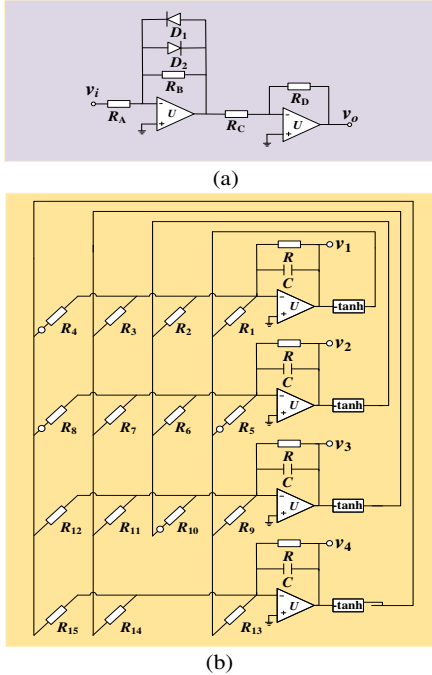 D1
D2
vi
RB
RA
U
RC
RD
U
vo
(a)
v1
R
C
U
-tanh
R4
R3
R2
R1
v2
R
C
U
-tanh
R8
R7
R6
R5
v3
R
C
U
-tanh
R12
R11
R10
R9
v4
R
C
U
-tanh
R15
R14
R13
(b)